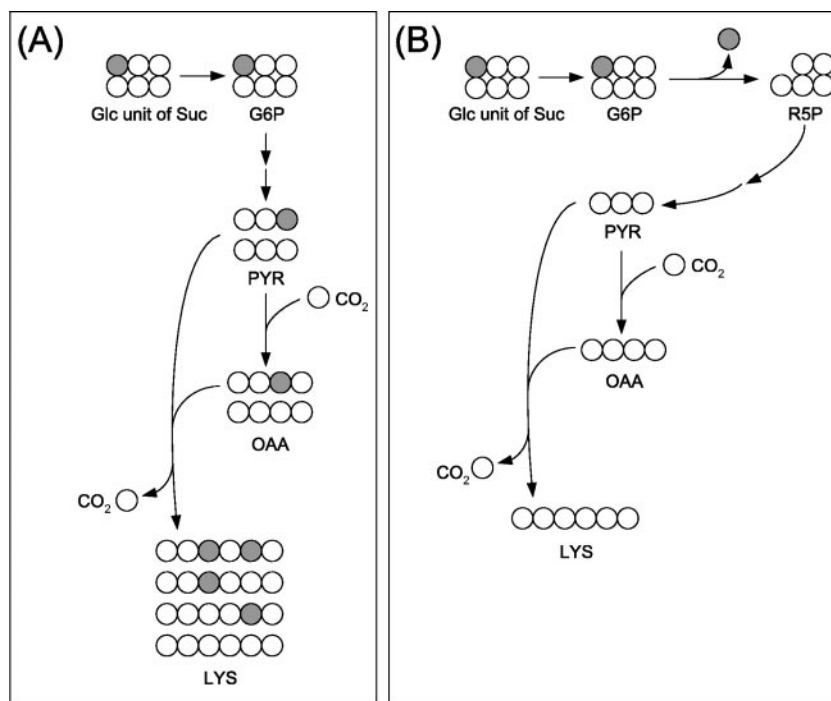 (A)
Glc unit of Suc
G6P
PYR
CO₂
OAA
CO₂
LYS
(B)
Glc unit of Suc
G6P
R5P
PYR
CO₂
OAA
CO₂
LYS